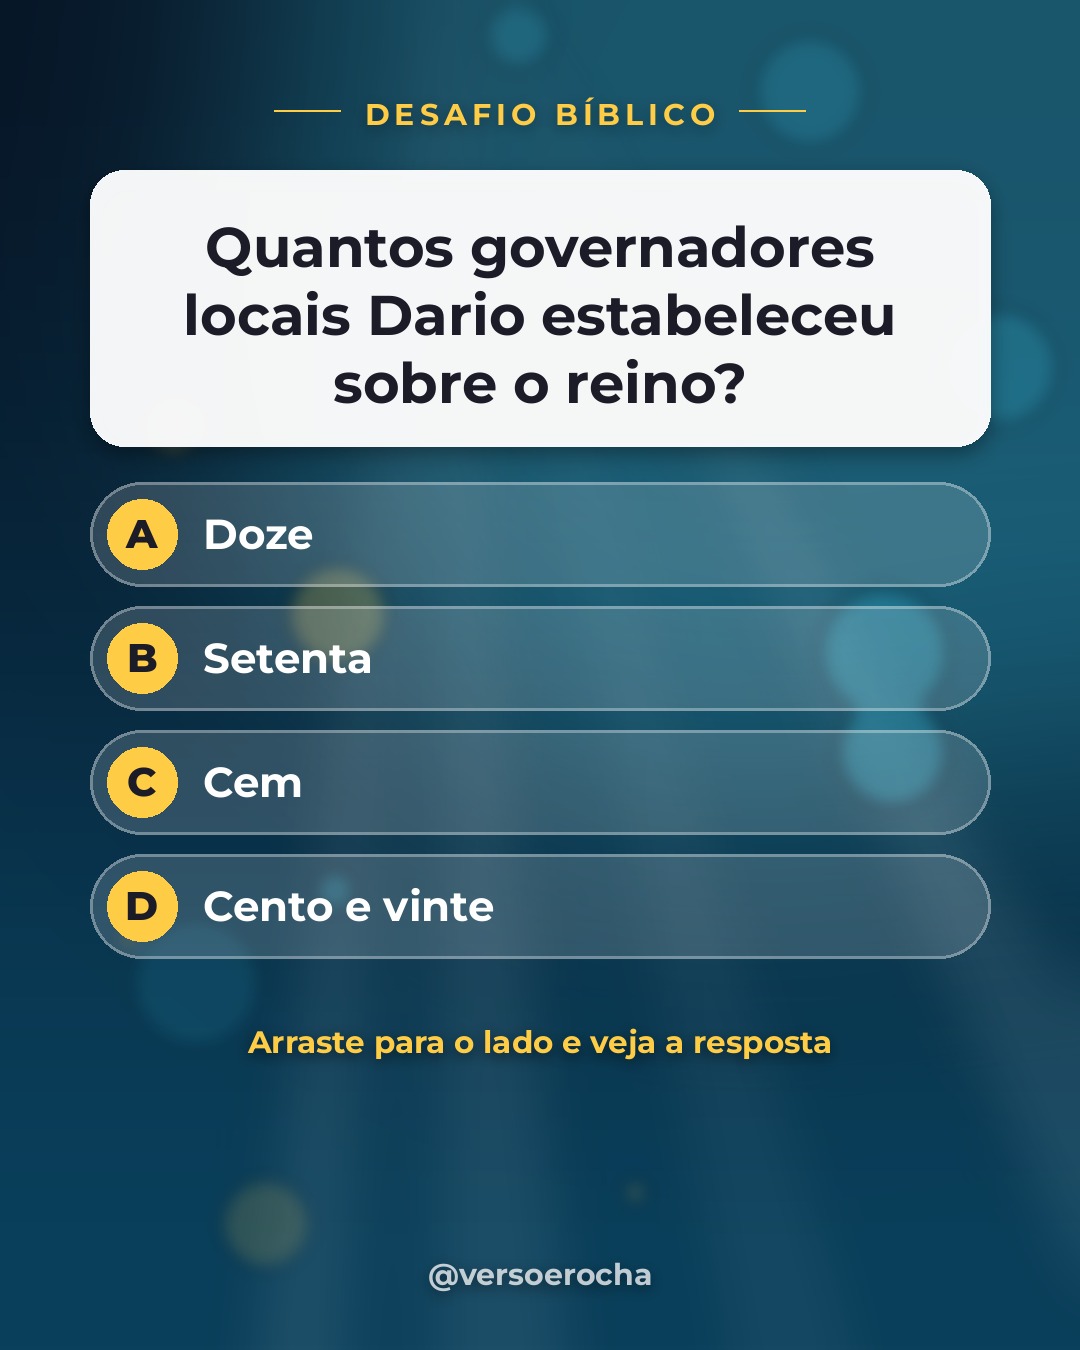 DESAFIO BÍBLICO
Quantos governadores
locais Dario estabeleceu
sobre o reino?
A Doze
B Setenta
C Cem
D Cento e vinte
Arraste para o lado e veja a resposta
@versoerocha